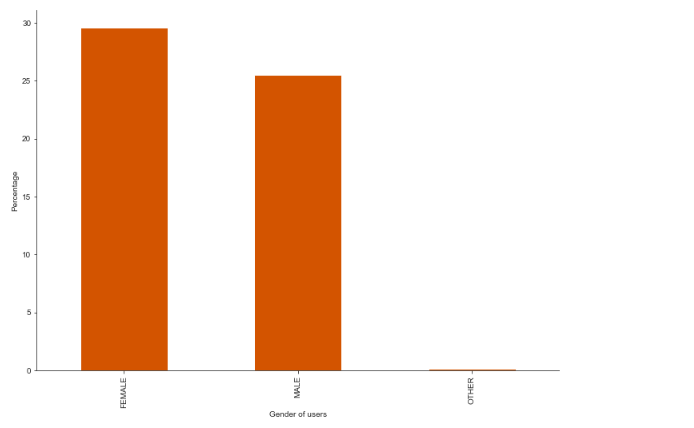 30
25
20
15
10
5
0
Percentage
FEMALE
MALE
OTHER
Gender of users